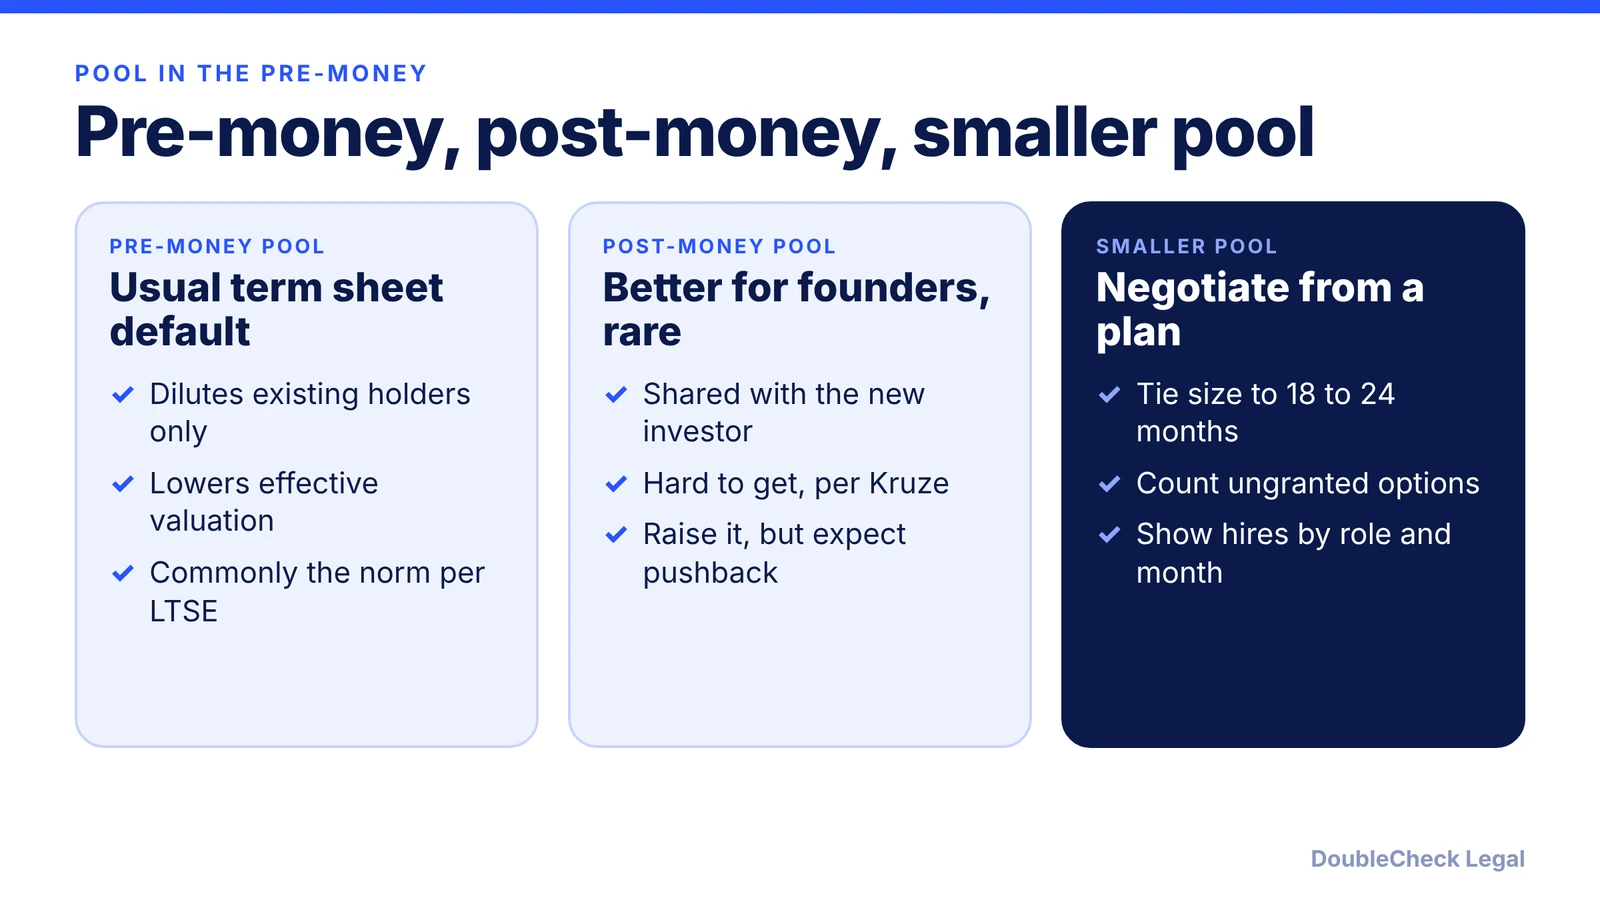 POOL IN THE PRE-MONEY
Pre-money, post-money, smaller pool
PRE-MONEY POOL
Usual term sheet
default
Dilutes existing holders
only
Lowers effective
valuation
Commonly the norm per
LTSE
POST-MONEY POOL
Better for founders,
rare
Shared with the new
investor
Hard to get, per Kruze
Raise it, but expect
pushback
SMALLER POOL
Negotiate from a
plan
Tie size to 18 to 24
months
Count ungranted options
Show hires by role and
month
DoubleCheck Legal